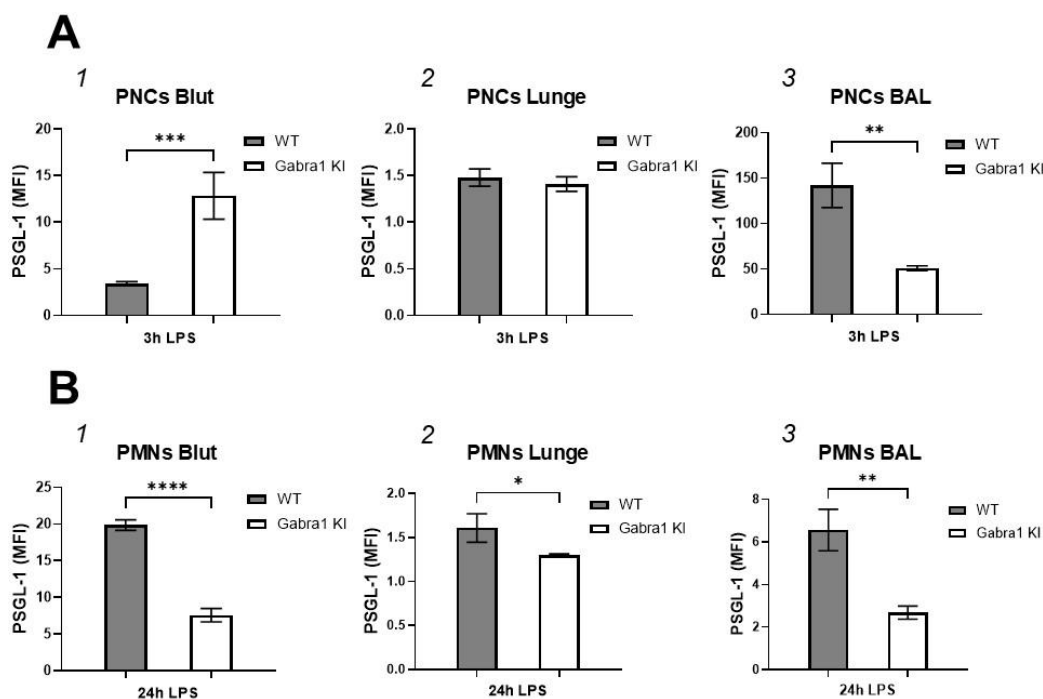 A
1
PNCs Blut
PSGL-1 (MFI)
20
15
10
5
0
***
WT
Gabra1 KI
3h LPS
2
PNCs Lunge
PSGL-1 (MFI)
2.0
1.5
1.0
0.5
0.0
WT
Gabra1 KI
3h LPS
3
PNCs BAL
PSGL-1 (MFI)
200
150
100
50
0
**
WT
Gabra1 KI
3h LPS
B
1
PMNs Blut
PSGL-1 (MFI)
25
20
15
10
5
0
****
WT
Gabra1 KI
24h LPS
2
PMNs Lunge
PSGL-1 (MFI)
2.0
1.5
1.0
0.5
0.0
*
WT
Gabra1 KI
24h LPS
3
PMNs BAL
PSGL-1 (MFI)
8
6
4
2
0
**
WT
Gabra1 KI
24h LPS